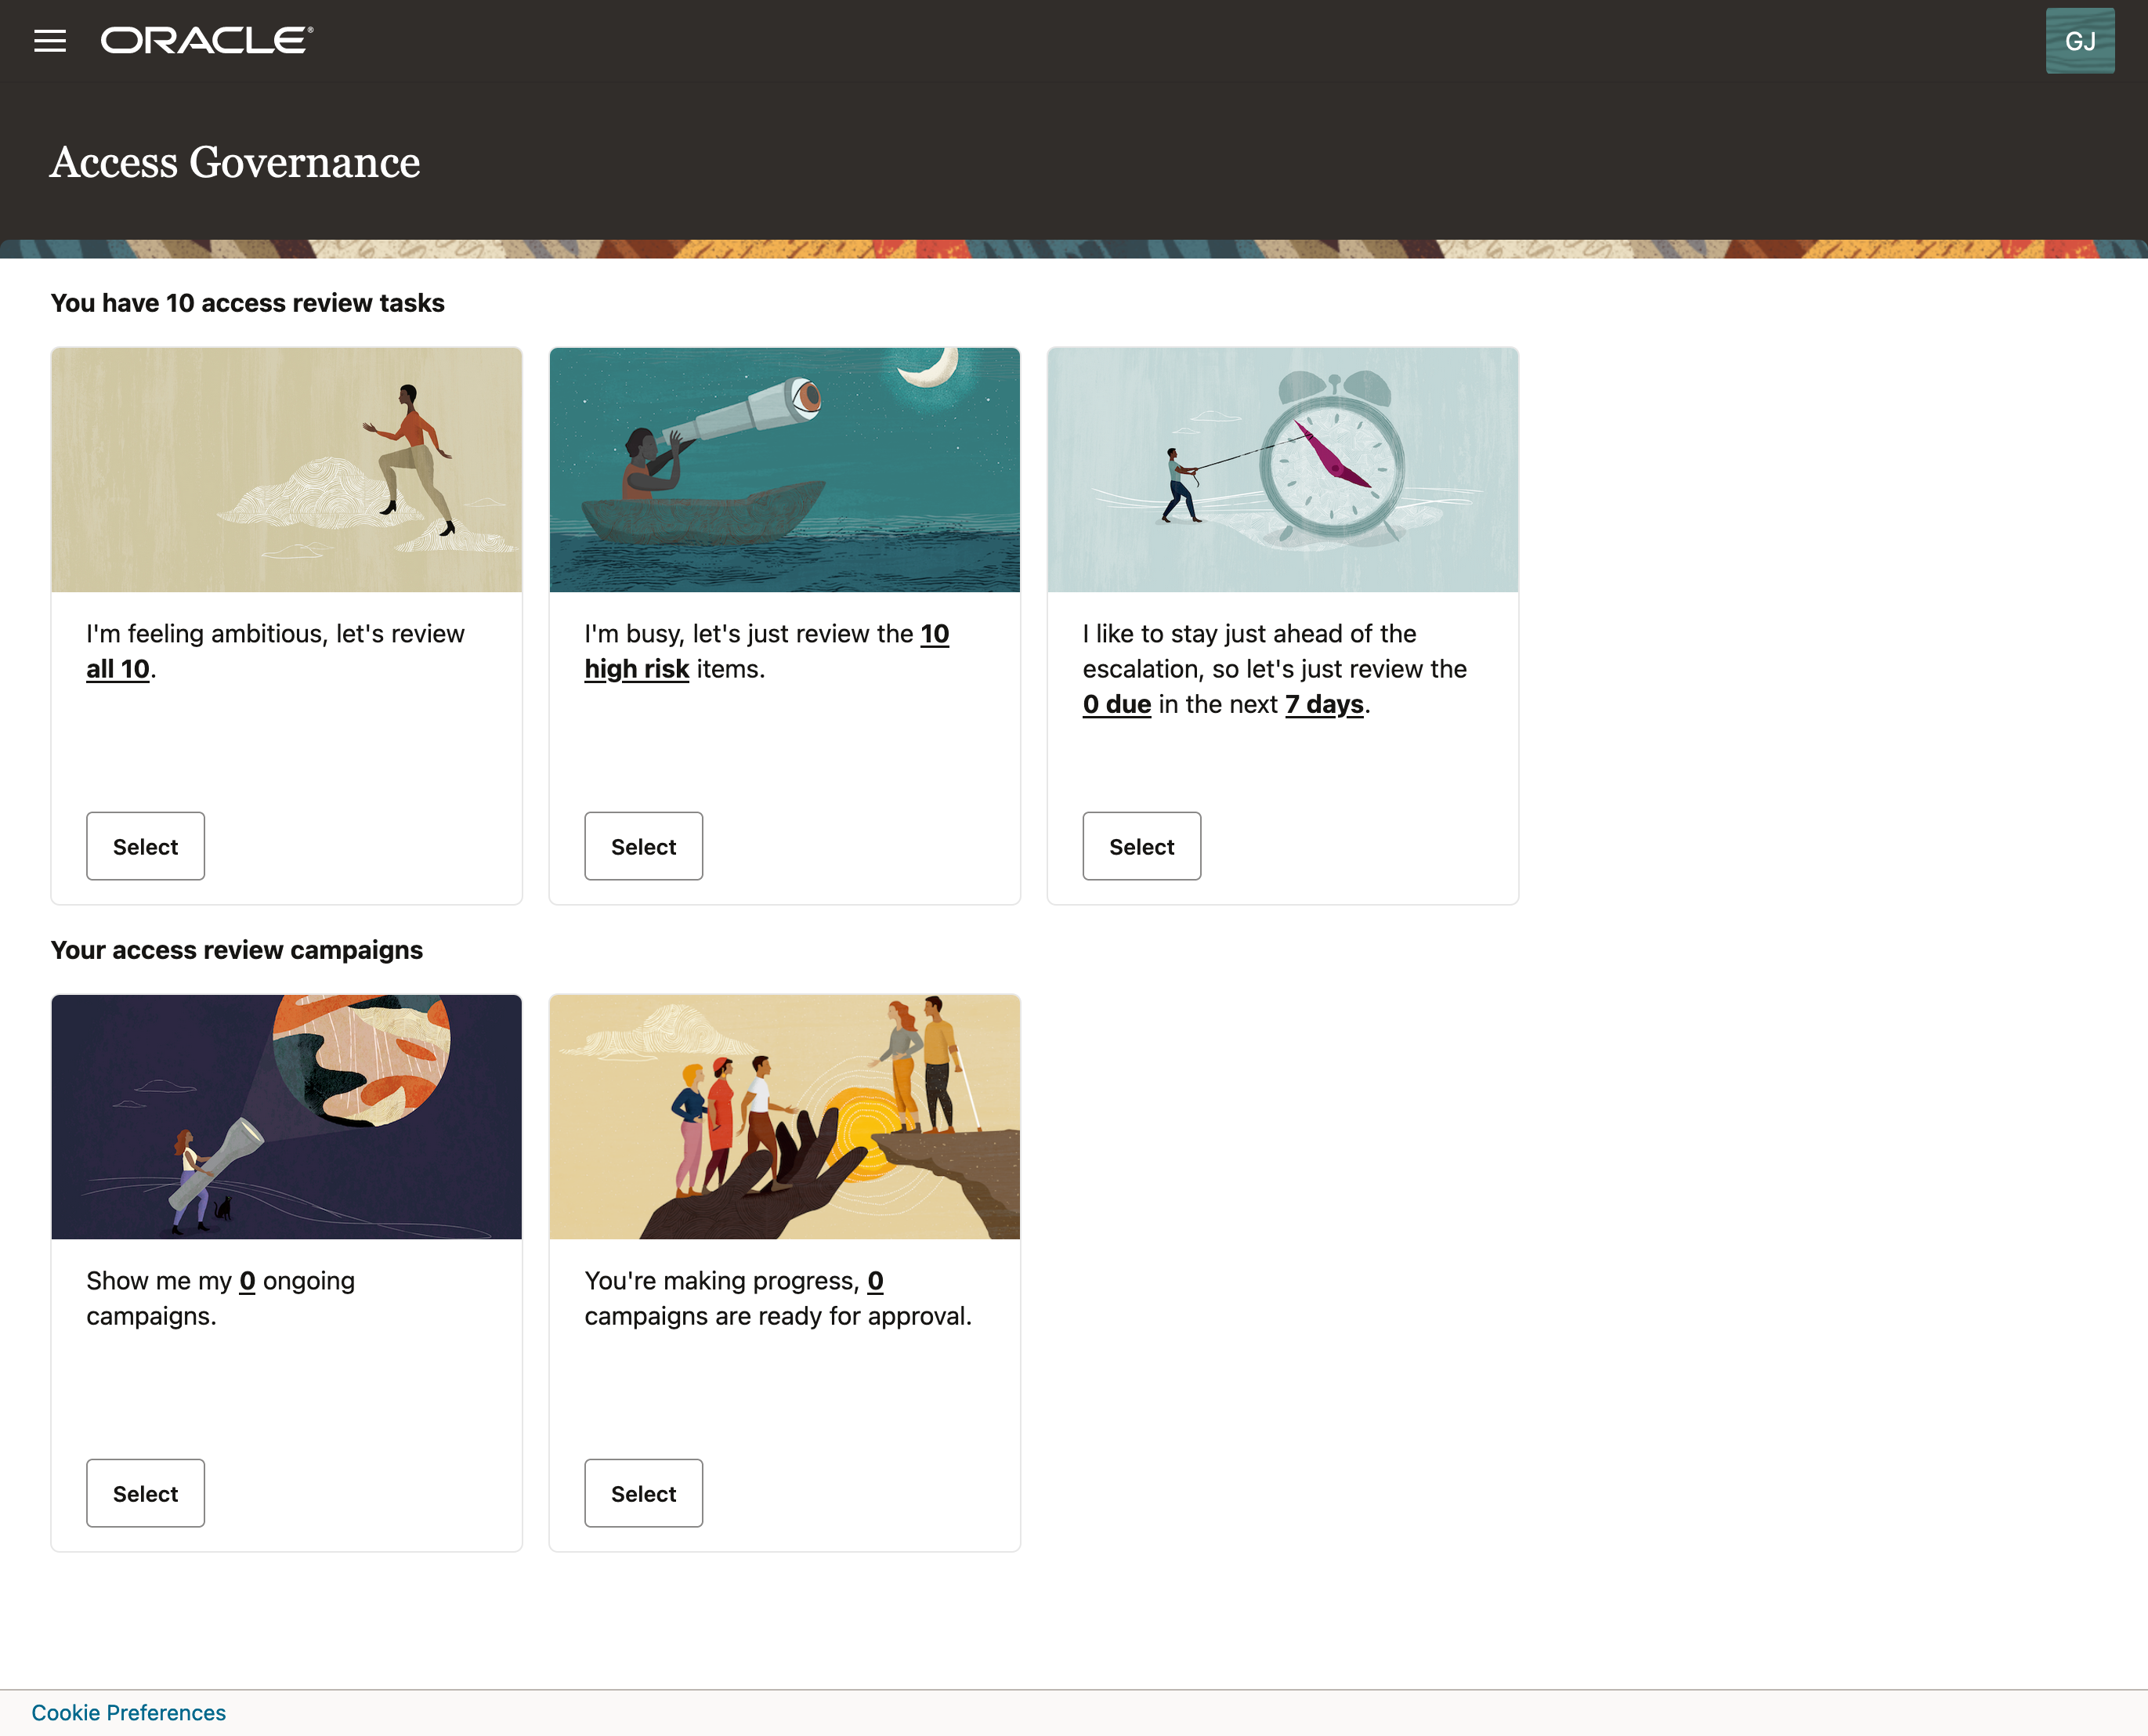 ORACLE®
GJ
Access Governance
You have 10 access review tasks
I'm feeling ambitious, let's review
all 10.
Select
I'm busy, let's just review the 10
high risk items.
Select
I like to stay just ahead of the
escalation, so let's just review the
0 due in the next 7 days.
Select
Your access review campaigns
Show me my 0 ongoing
campaigns.
Select
You're making progress, 0
campaigns are ready for approval.
Select
Cookie Preferences